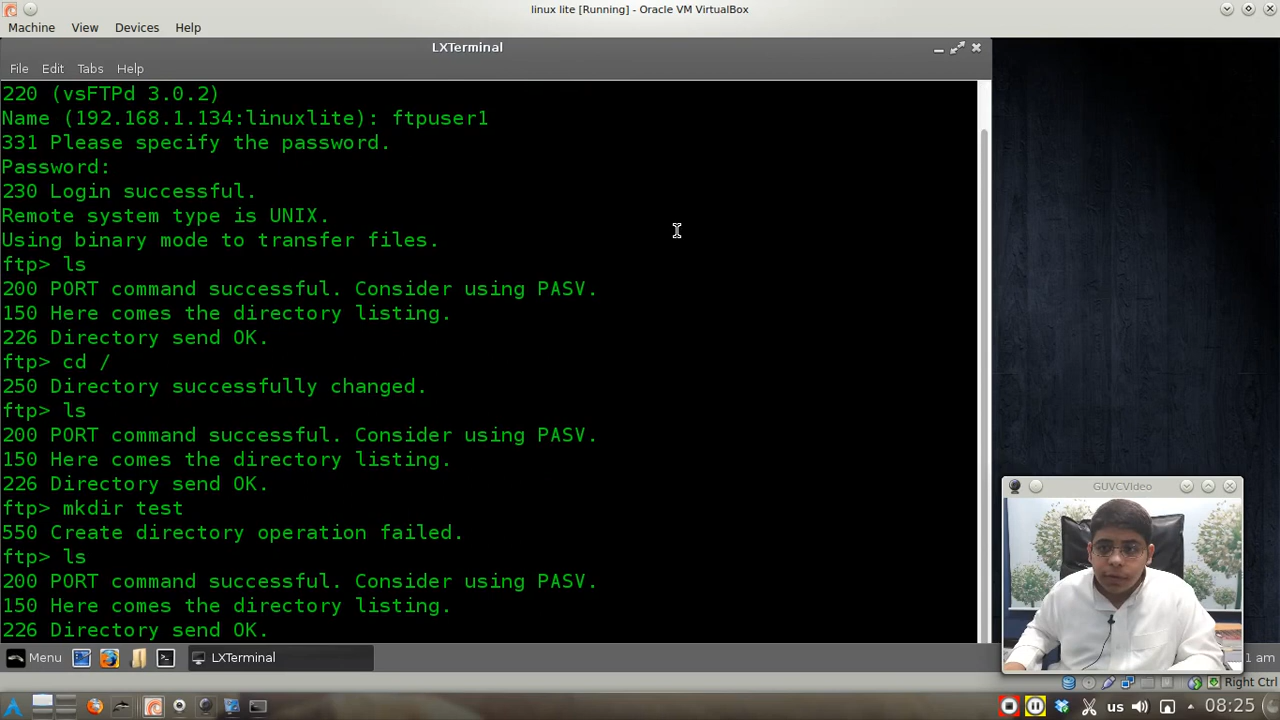 linux lite [Running] - Oracle VM VirtualBox
Machine View Devices Help
LXTerminal
File Edit Tabs Help
220 (vsFTPd 3.0.2)
Name (192.168.1.134:linuxlite): ftpuser1
331 Please specify the password.
Password:
230 Login successful.
Remote system type is UNIX.
Using binary mode to transfer files.
ftp> ls
200 PORT command successful. Consider using PASV.
150 Here comes the directory listing.
226 Directory send OK.
ftp> cd /
250 Directory successfully changed.
ftp> ls
200 PORT command successful. Consider using PASV.
150 Here comes the directory listing.
226 Directory send OK.
ftp> mkdir test
550 Create directory operation failed.
ftp> ls
200 PORT command successful. Consider using PASV.
150 Here comes the directory listing.
226 Directory send OK.
GUVCVideo
Menu LXTerminal 1 am
Right Ctrl
us 08:25